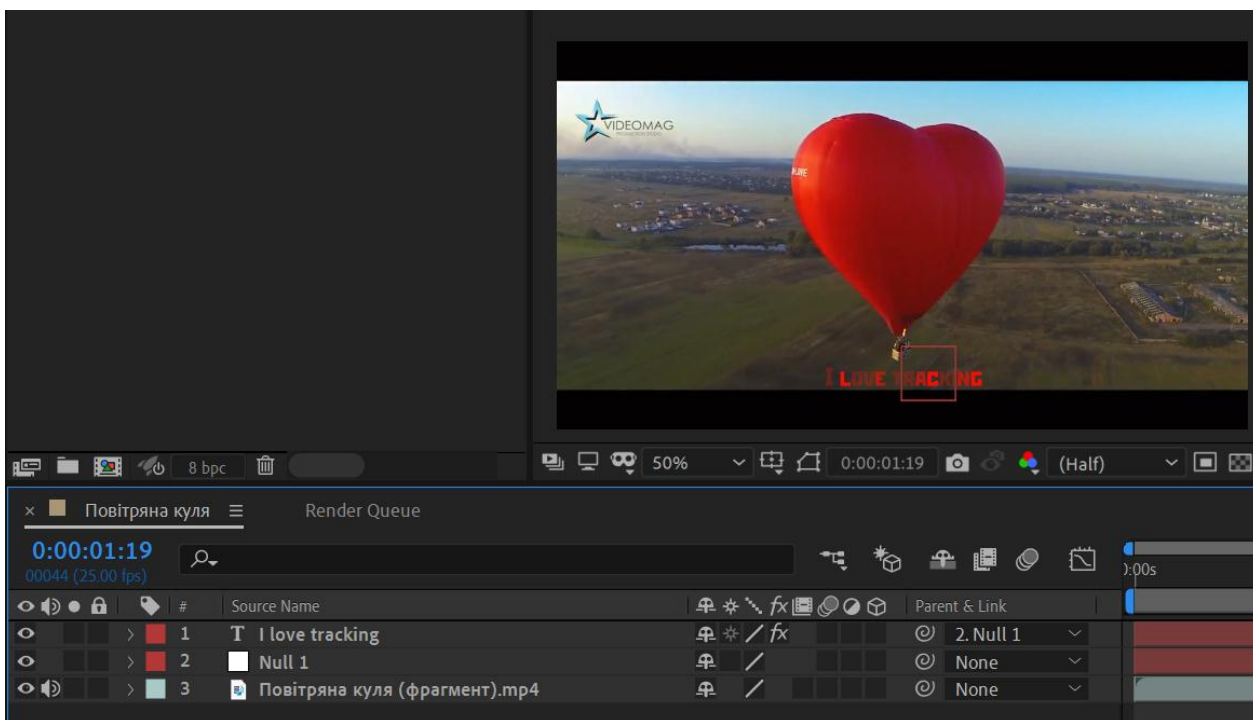 VIDEOMAG
I LOVE TRACKING
8 bpc
50%
0:00:01:19
(Half)
Повітряна куля
Render Queue
0:00:01:19
00044 (25.00 fps)
0:00s
# Source Name Parent & Link
1 T I love tracking fx 2. Null 1
2 Null 1 None
3 Повітряна куля (фрагмент).mp4 None